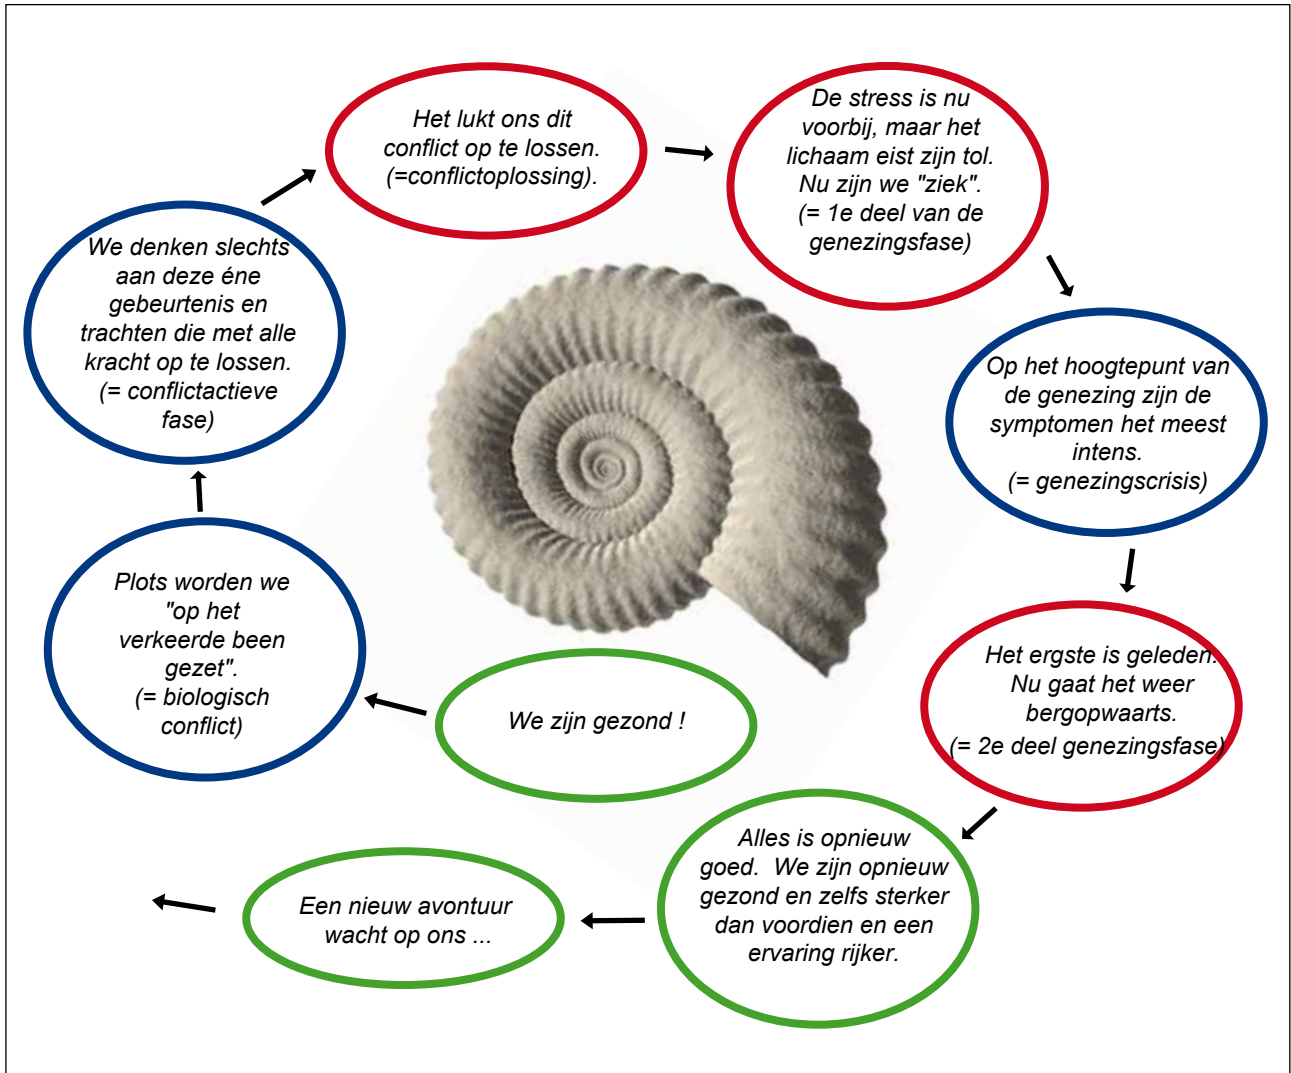 We zijn gezond !
Plots worden we
"op het
verkeerde been
gezet".
(= biologisch
conflict)
We denken slechts
aan deze éne
gebeurtenis en
trachten die met alle
kracht op te lossen.
(= conflictactieve
fase)
Het lukt ons dit
conflict op te lossen.
(=conflictoplossing).
De stress is nu
voorbij, maar het
lichaam eist zijn tol.
Nu zijn we "ziek".
(= 1e deel van de
genezingsfase)
Op het hoogtepunt van
de genezing zijn de
symptomen het meest
intens.
(= genezingscrisis)
Het ergste is geleden.
Nu gaat het weer
bergopwaarts.
(= 2e deel genezingsfase)
Alles is opnieuw
goed.  We zijn opnieuw
gezond en zelfs sterker
dan voordien en een
ervaring rijker.
Een nieuw avontuur
wacht op ons ...